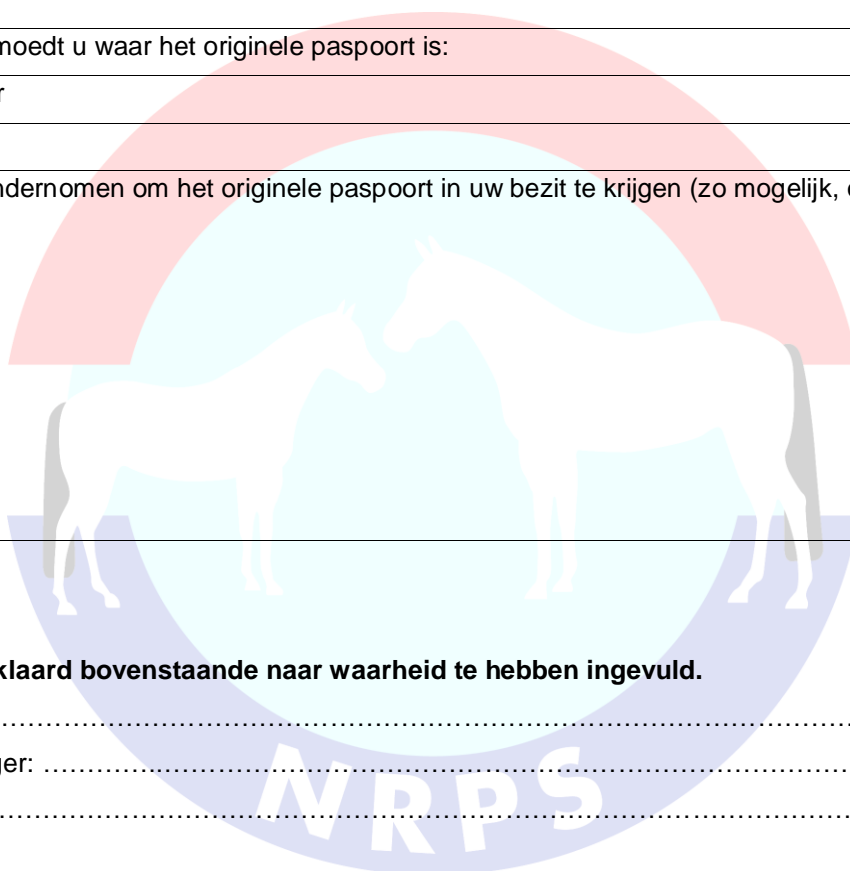 moedt u waar het originele paspoort is:
r
ndernomen om het originele paspoort in uw bezit te krijgen (zo mogelijk,
klaard bovenstaande naar waarheid te hebben ingevuld.
………………………………………………………………………………
ger: …………..……………………………………………………………
………………………………………………………………………………
NRPS